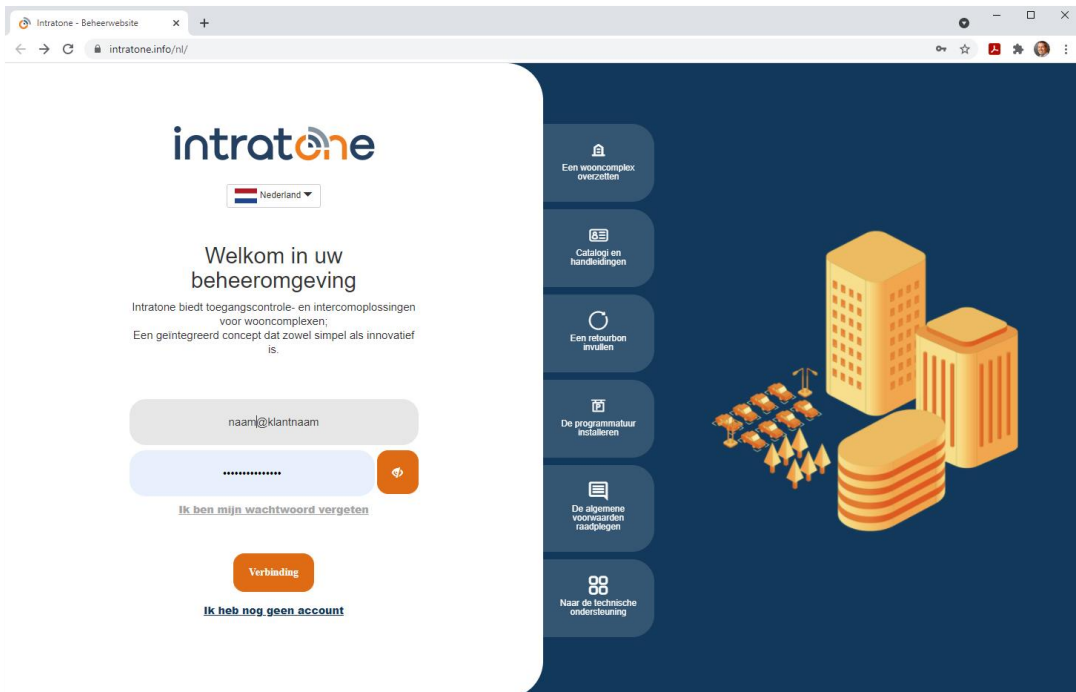 Intratone - Beheerwebsite
intratone.info/nl/
intratone
Nederland
Welkom in uw
beheeromgeving
Intratone biedt toegangscontrole- en intercomoplossingen
voor wooncomplexen;
Een geïntegreerd concept dat zowel simpel als innovatief
is.
naam@klantnaam
Ik ben mijn wachtwoord vergeten
Verbinding
Ik heb nog geen account
Een wooncomplex
overzetten
Catalogi en
handleidingen
Een retourbon
invullen
P
De programmatuur
installeren
De algemene
voorwaarden
raadplegen
Naar de technische
ondersteuning